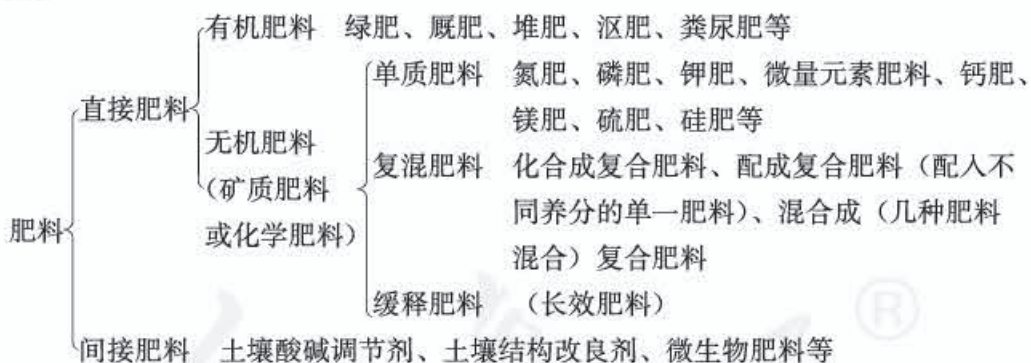 有机肥料 绿肥、厩肥、堆肥、沤肥、粪尿肥等
单质肥料 氮肥、磷肥、钾肥、微量元素肥料、钙肥、
直接肥料
镁肥、硫肥、硅肥等
无机肥料
复混肥料 化合成复合肥料、配成复合肥料（配人不
（矿质肥料
同养分的单一肥料）、混合成（几种肥料
肥料
或化学肥料）
混合）复合肥料
缓释肥料 （长效肥料）
间接肥料 土壤酸碱调节剂、土壤结构改良剂、微生物肥料等
®